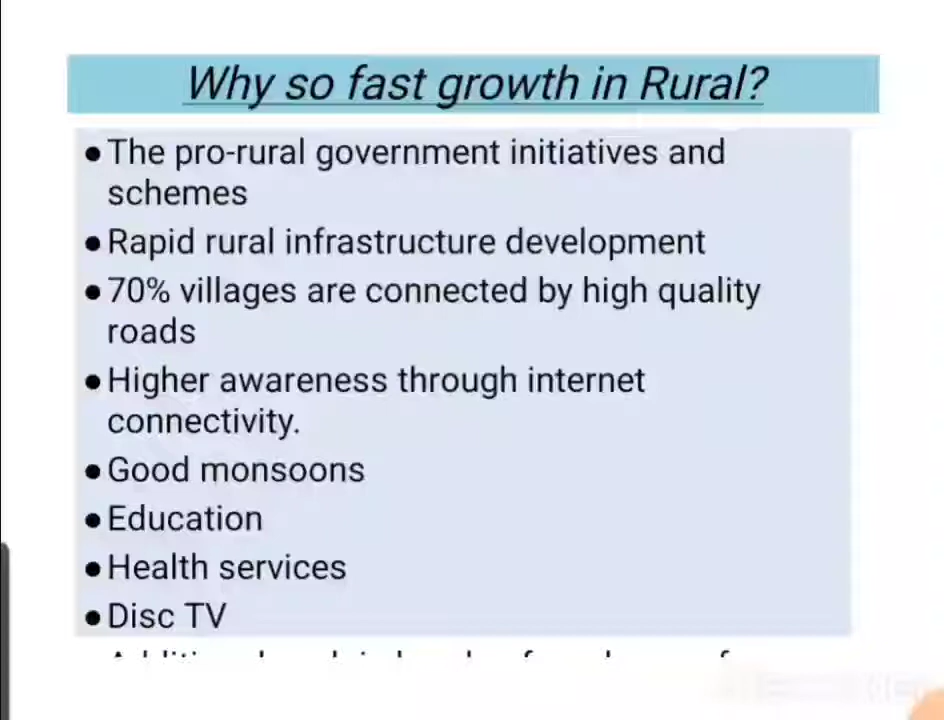 Why so fast growth in Rural?
● The pro-rural government initiatives and
schemes
● Rapid rural infrastructure development
● 70% villages are connected by high quality
roads
● Higher awareness through internet
connectivity.
● Good monsoons
● Education
● Health services
● Disc TV